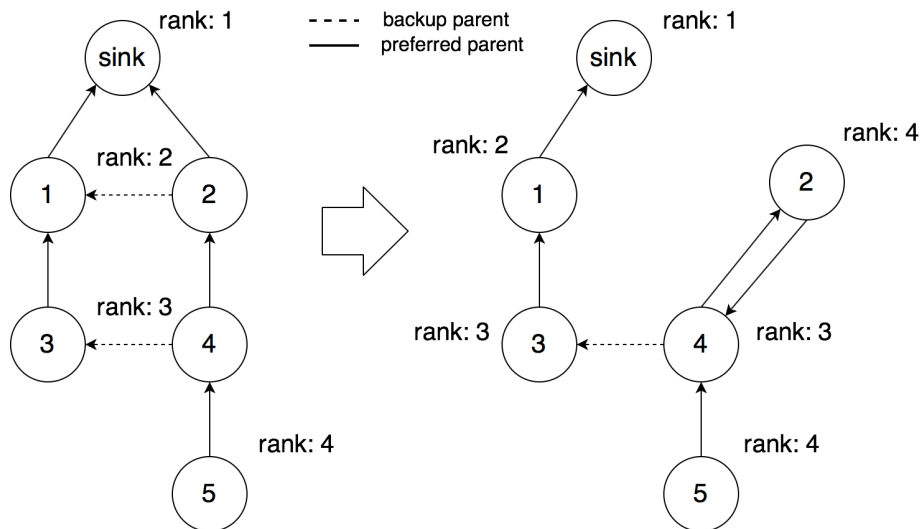 rank: 1
backup parent
preferred parent
sink
rank: 2
1
2
rank: 3
3
4
rank: 4
5
rank: 1
sink
rank: 2
1
rank: 4
2
rank: 3
3
4
rank: 3
rank: 4
5